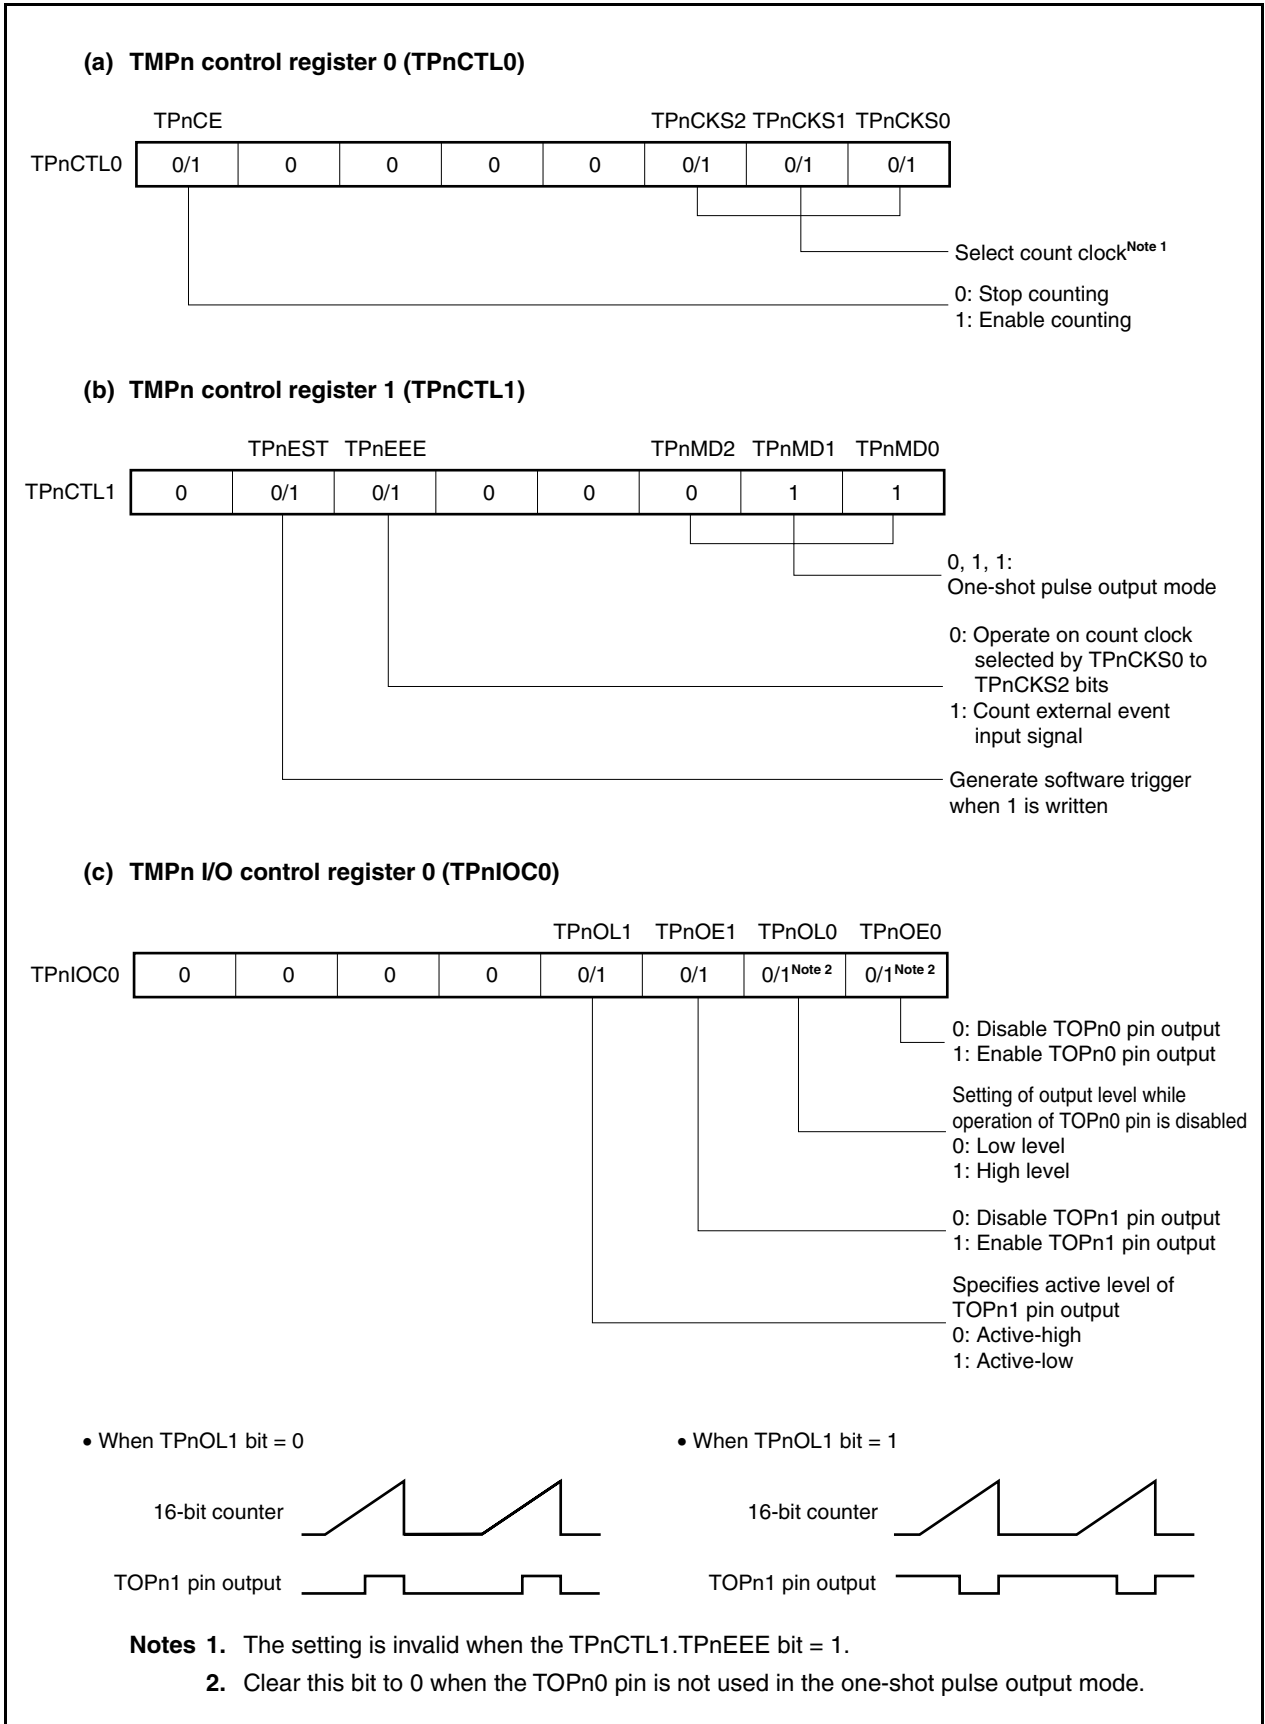 (a) TMPn control register 0 (TPnCTL0)
TPnCE TPnCKS2 TPnCKS1 TPnCKS0
TPnCTL0 0/1 0 0 0 0 0/1 0/1 0/1
Select count clockNote 1
0: Stop counting
1: Enable counting
(b) TMPn control register 1 (TPnCTL1)
TPnEST TPnEEE TPnMD2 TPnMD1 TPnMD0
TPnCTL1 0 0/1 0/1 0 0 0 1 1
0, 1, 1:
One-shot pulse output mode
0: Operate on count clock
selected by TPnCKS0 to
TPnCKS2 bits
1: Count external event
input signal
Generate software trigger
when 1 is written
(c) TMPn I/O control register 0 (TPnIOC0)
TPnOL1 TPnOE1 TPnOL0 TPnOE0
TPnIOC0 0 0 0 0 0/1 0/1 0/1Note 2 0/1Note 2
0: Disable TOPn0 pin output
1: Enable TOPn0 pin output
Setting of output level while
operation of TOPn0 pin is disabled
0: Low level
1: High level
0: Disable TOPn1 pin output
1: Enable TOPn1 pin output
Specifies active level of
TOPn1 pin output
0: Active-high
1: Active-low
• When TPnOL1 bit = 0 • When TPnOL1 bit = 1
16-bit counter 16-bit counter
TOPn1 pin output TOPn1 pin output
Notes 1. The setting is invalid when the TPnCTL1.TPnEEE bit = 1.
2. Clear this bit to 0 when the TOPn0 pin is not used in the one-shot pulse output mode.